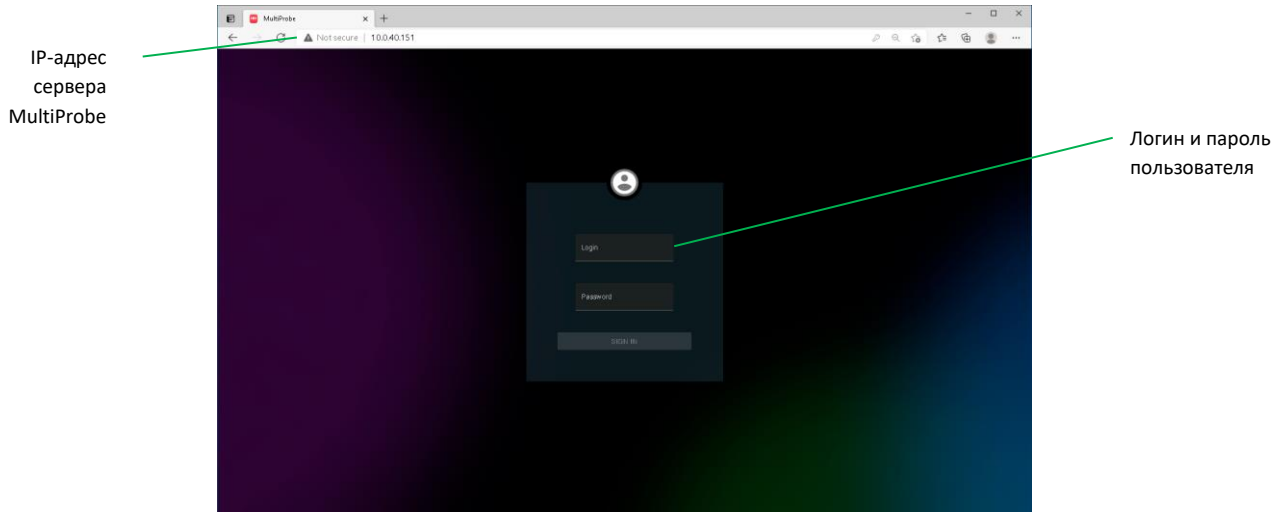 MultiProbe
Not secure | 10.0.40.151
IP-адрес
сервера
MultiProbe
Логин и пароль
пользователя
Login
Password
SIGN IN